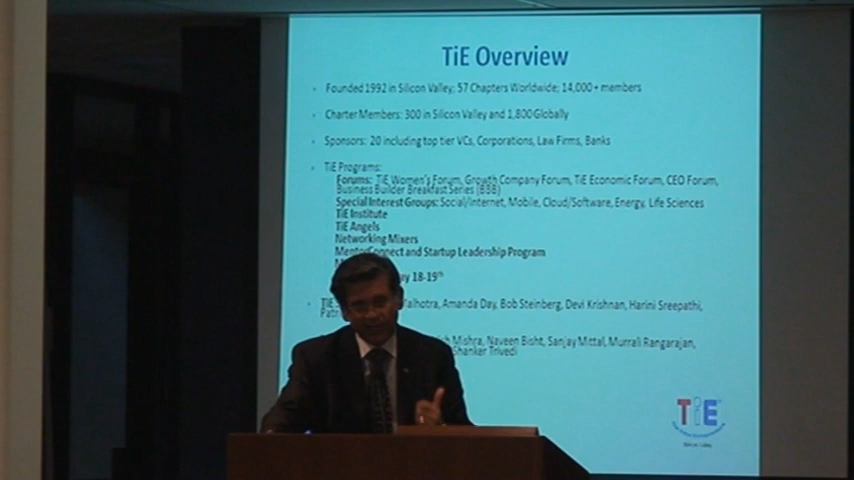 TiE Overview
Founded 1992 in Silicon Valley; 57 Chapters Worldwide; 14,000+ members
Charter Members: 300 in Silicon Valley and 1,800 Globally
Sponsors: 20 including top tier VCs, Corporations, Law Firms, Banks
TiE Programs:
Forums: TiE Women's Forum, Growth Company Forum, TiE Economic Forum, CEO Forum,
Business Builder Breakfast Series (BBB)
Special Interest Groups: Social/Internet, Mobile, Cloud/Software, Energy, Life Sciences
TiE Institute
TiE Angels
Networking Mixers
MentorConnect and Startup Leadership Program
18-19th
TiE Amanda Day, Bob Steinberg, Devi Krishnan, Harini Sreepathi,
Mishra, Naveen Bisht, Sanjay Mittal, Murrali Rangarajan,
Shanker Trivedi
TiE